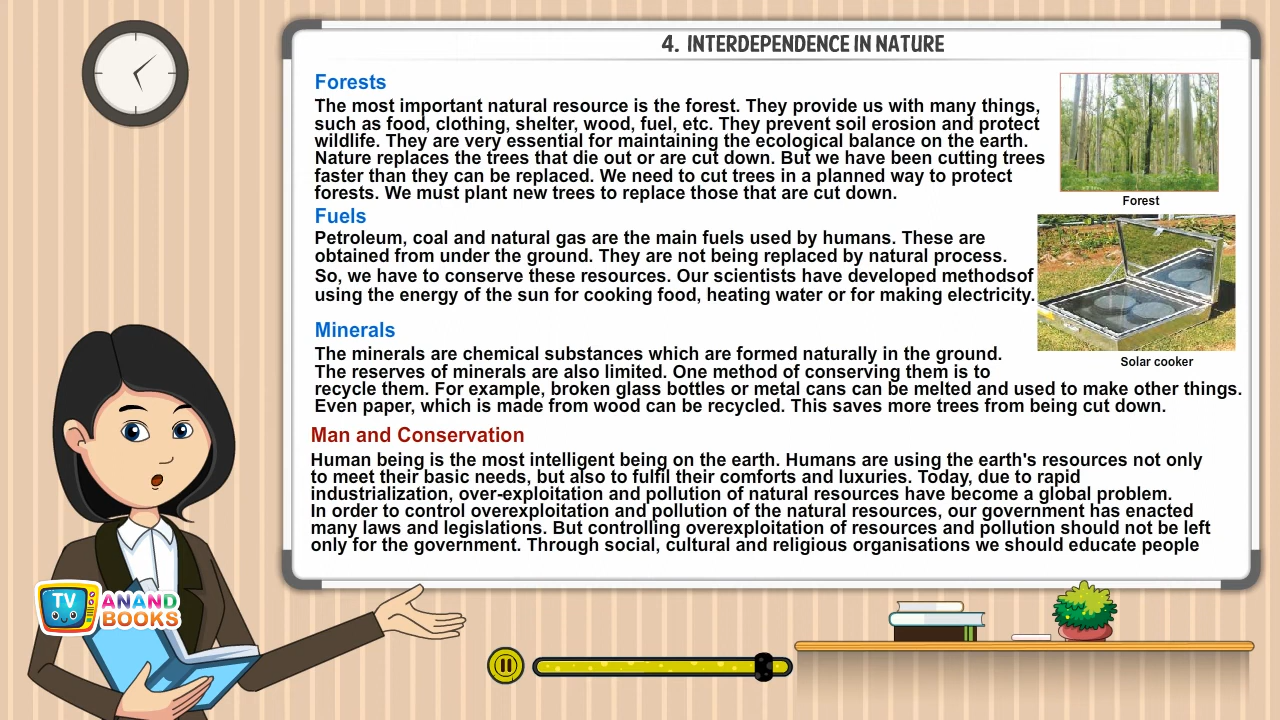 4. INTERDEPENDENCE IN NATURE
Forests
The most important natural resource is the forest. They provide us with many things,
such as food, clothing, shelter, wood, fuel, etc. They prevent soil erosion and protect
wildlife. They are very essential for maintaining the ecological balance on the earth.
Nature replaces the trees that die out or are cut down. But we have been cutting trees
faster than they can be replaced. We need to cut trees in a planned way to protect
forests. We must plant new trees to replace those that are cut down.
Forest
Fuels
Petroleum, coal and natural gas are the main fuels used by humans. These are
obtained from under the ground. They are not being replaced by natural process.
So, we have to conserve these resources. Our scientists have developed methodsof
using the energy of the sun for cooking food, heating water or for making electricity.
Solar cooker
Minerals
The minerals are chemical substances which are formed naturally in the ground.
The reserves of minerals are also limited. One method of conserving them is to
recycle them. For example, broken glass bottles or metal cans can be melted and used to make other things.
Even paper, which is made from wood can be recycled. This saves more trees from being cut down.
Man and Conservation
Human being is the most intelligent being on the earth. Humans are using the earth's resources not only
to meet their basic needs, but also to fulfil their comforts and luxuries. Today, due to rapid
industrialization, over-exploitation and pollution of natural resources have become a global problem.
In order to control overexploitation and pollution of the natural resources, our government has enacted
many laws and legislations. But controlling overexploitation of resources and pollution should not be left
only for the government. Through social, cultural and religious organisations we should educate people
TV
ANAND
BOOKS